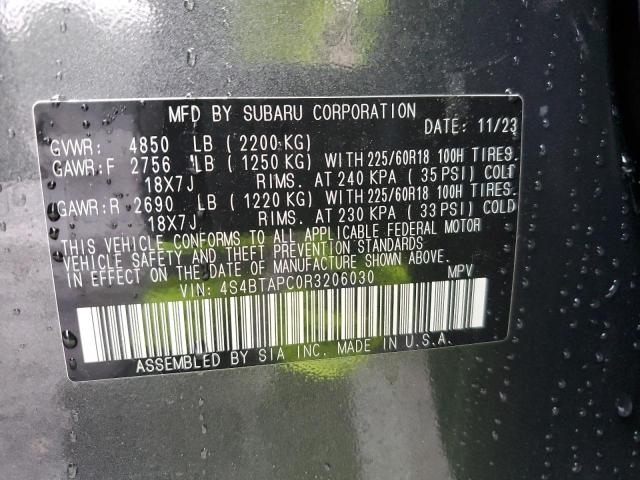 MFD BY SUBARU CORPORATION
DATE: 11/23
GVWR: 4850 LB (2200 KG)
GAWR:F 2756 LB (1250 KG) WITH 225/60R18 100H TIRES.
18X7J RIMS. AT 240 KPA (35 PSI) COLD
GAWR:R 2690 LB (1220 KG) WITH 225/60R18 100H TIRES.
18X7J RIMS. AT 230 KPA (33 PSI) COLD
THIS VEHICLE CONFORMS TO ALL APPLICABLE FEDERAL MOTOR
VEHICLE SAFETY AND THEFT PREVENTION STANDARDS
IN EFFECT ON THE DATE OF MANUFACTURE SHOWN ABOVE.
VIN: 4S4BTAPC0R3206030 MPV
ASSEMBLED BY SIA INC. MADE IN U.S.A.